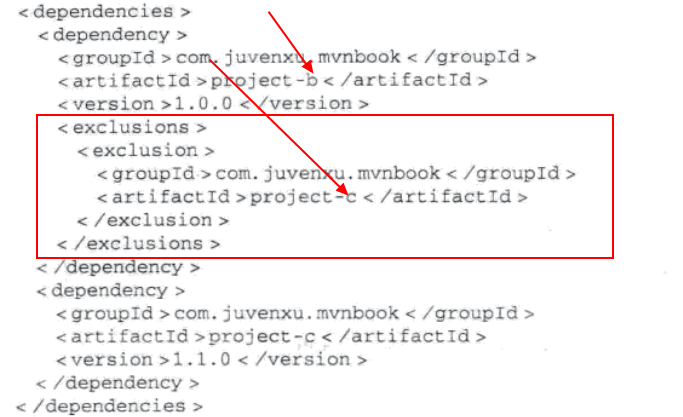 <dependencies>
<dependency>
<groupId>com.juvenxu.mvnbook</groupId>
<artifactId>project-b</artifactId>
<version>1.0.0</version>
<exclusions>
<exclusion>
<groupId>com.juvenxu.mvnbook</groupId>
<artifactId>project-c</artifactId>
</exclusion>
</exclusions>
</dependency>
<dependency>
<groupId>com.juvenxu.mvnbook</groupId>
<artifactId>project-c</artifactId>
<version>1.1.0</version>
</dependency>
</dependencies>